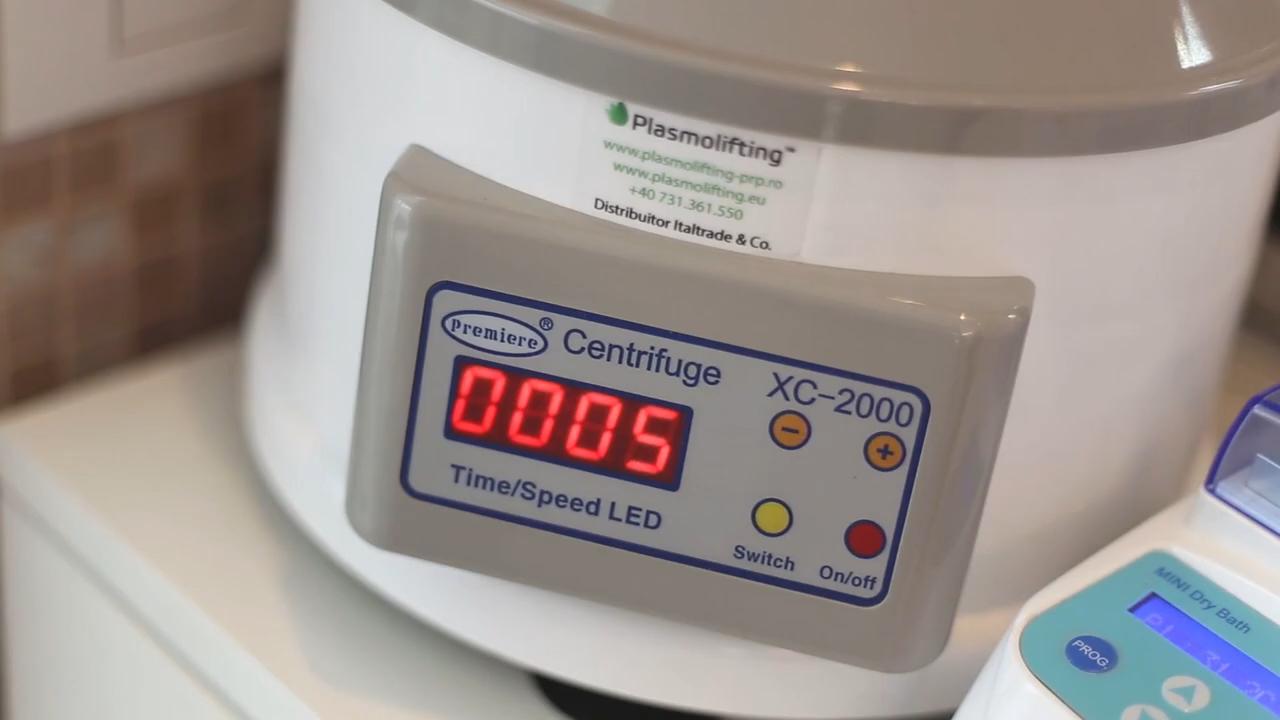 Plasmolifting™
www.plasmolifting-prp.ro
www.plasmolifting.eu
+40 731.361.550
Distribuitor Italtrade & Co.
premiere® Centrifuge XC-2000
0005
− +
Time/Speed LED
Switch On/off
MINI Dry Bath
PROG.